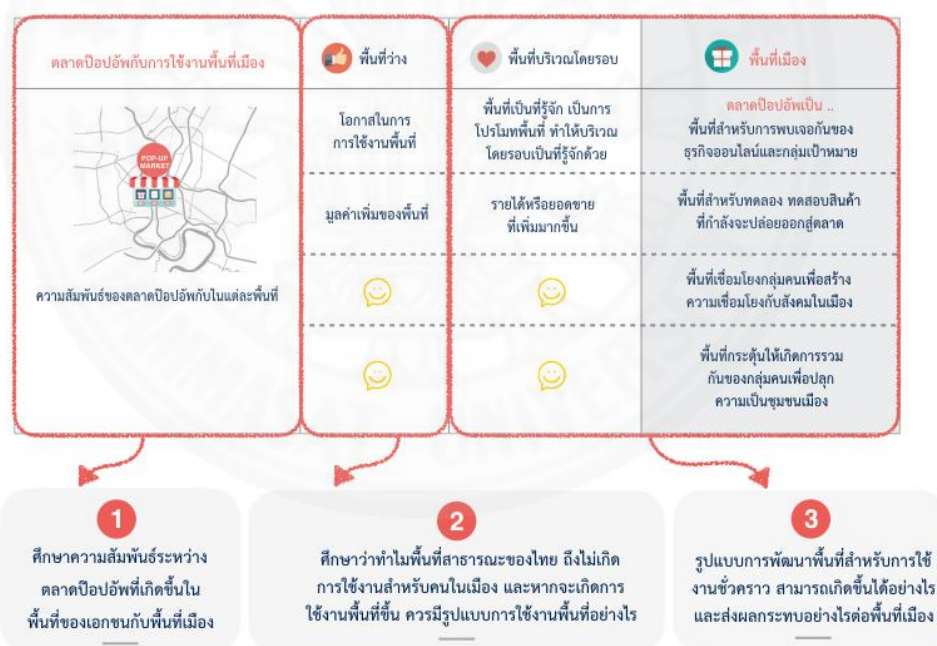 ตลาดป๊อปอัพกับการใช้งานพื้นที่เมือง
พื้นที่ว่าง
พื้นที่บริเวณโดยรอบ
พื้นที่เมือง
POP-UP
MARKET
ความสัมพันธ์ของตลาดป๊อปอัพกับในแต่ละพื้นที่
โอกาสในการ
การใช้งานพื้นที่
พื้นที่เป็นที่รู้จัก เป็นการ
โปรโมทพื้นที่ ทำให้บริเวณ
โดยรอบเป็นที่รู้จักด้วย
ตลาดป๊อปอัพเป็น ..
พื้นที่สำหรับการพบเจอกันของ
ธุรกิจออนไลน์และกลุ่มเป้าหมาย
มูลค่าเพิ่มของพื้นที่
รายได้หรือยอดขาย
ที่เพิ่มมากขึ้น
พื้นที่สำหรับทดลอง ทดสอบสินค้า
ที่กำลังจะปล่อยออกสู่ตลาด
พื้นที่เชื่อมโยงกลุ่มคนเพื่อสร้าง
ความเชื่อมโยงกับสังคมในเมือง
พื้นที่กระตุ้นให้เกิดการรวม
กันของกลุ่มคนเพื่อปลุก
ความเป็นชุมชนเมือง
1
ศึกษาความสัมพันธ์ระหว่าง
ตลาดป๊อปอัพที่เกิดขึ้นใน
พื้นที่ของเอกชนกับพื้นที่เมือง
2
ศึกษาว่าทำไมพื้นที่สาธารณะของไทย ถึงไม่เกิด
การใช้งานสำหรับคนในเมือง และหากจะเกิดการ
ใช้งานพื้นที่ขึ้น ควรมีรูปแบบการใช้งานพื้นที่อย่างไร
3
รูปแบบการพัฒนาพื้นที่สำหรับการใช้
งานชั่วคราว สามารถเกิดขึ้นได้อย่างไร
และส่งผลกระทบอย่างไรต่อพื้นที่เมือง